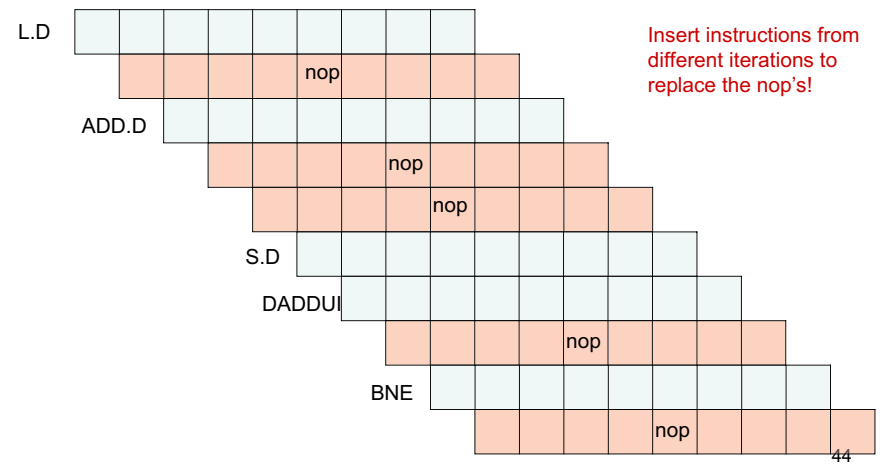 L.D
Insert instructions from
different iterations to
replace the nop's!
nop
ADD.D
nop
nop
S.D
DADDUI
nop
BNE
nop
44